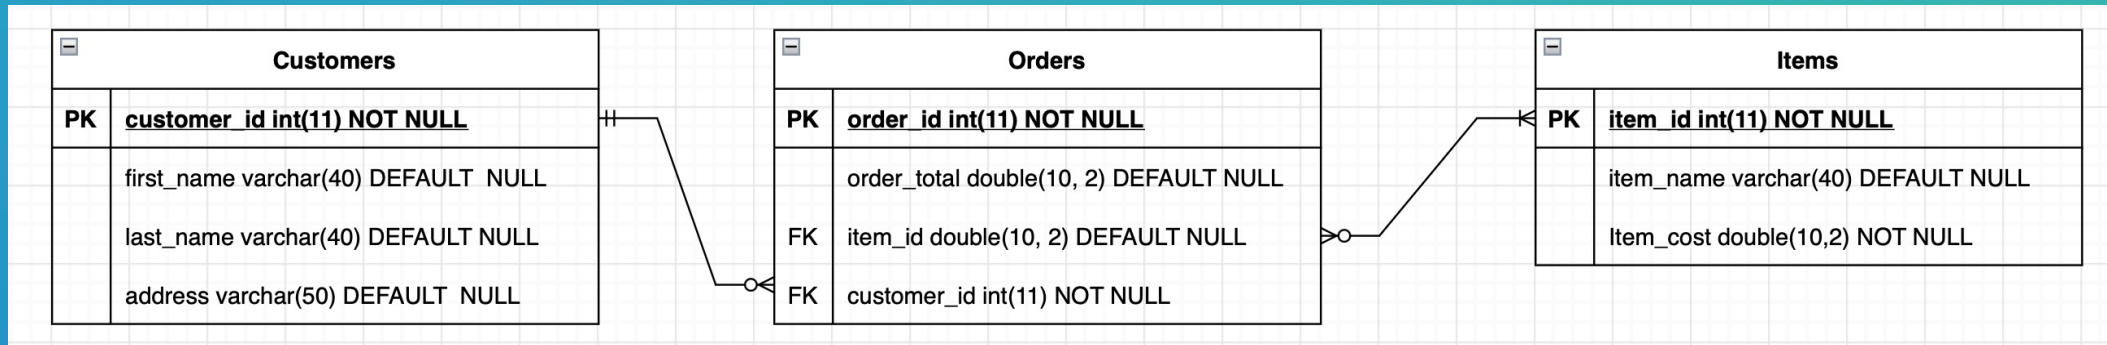 Customers
PK customer_id int(11) NOT NULL
first_name varchar(40) DEFAULT  NULL
last_name varchar(40) DEFAULT NULL
address varchar(50) DEFAULT  NULL
Orders
PK order_id int(11) NOT NULL
order_total double(10, 2) DEFAULT NULL
FK item_id double(10, 2) DEFAULT NULL
FK customer_id int(11) NOT NULL
Items
PK item_id int(11) NOT NULL
item_name varchar(40) DEFAULT NULL
Item_cost double(10,2) NOT NULL